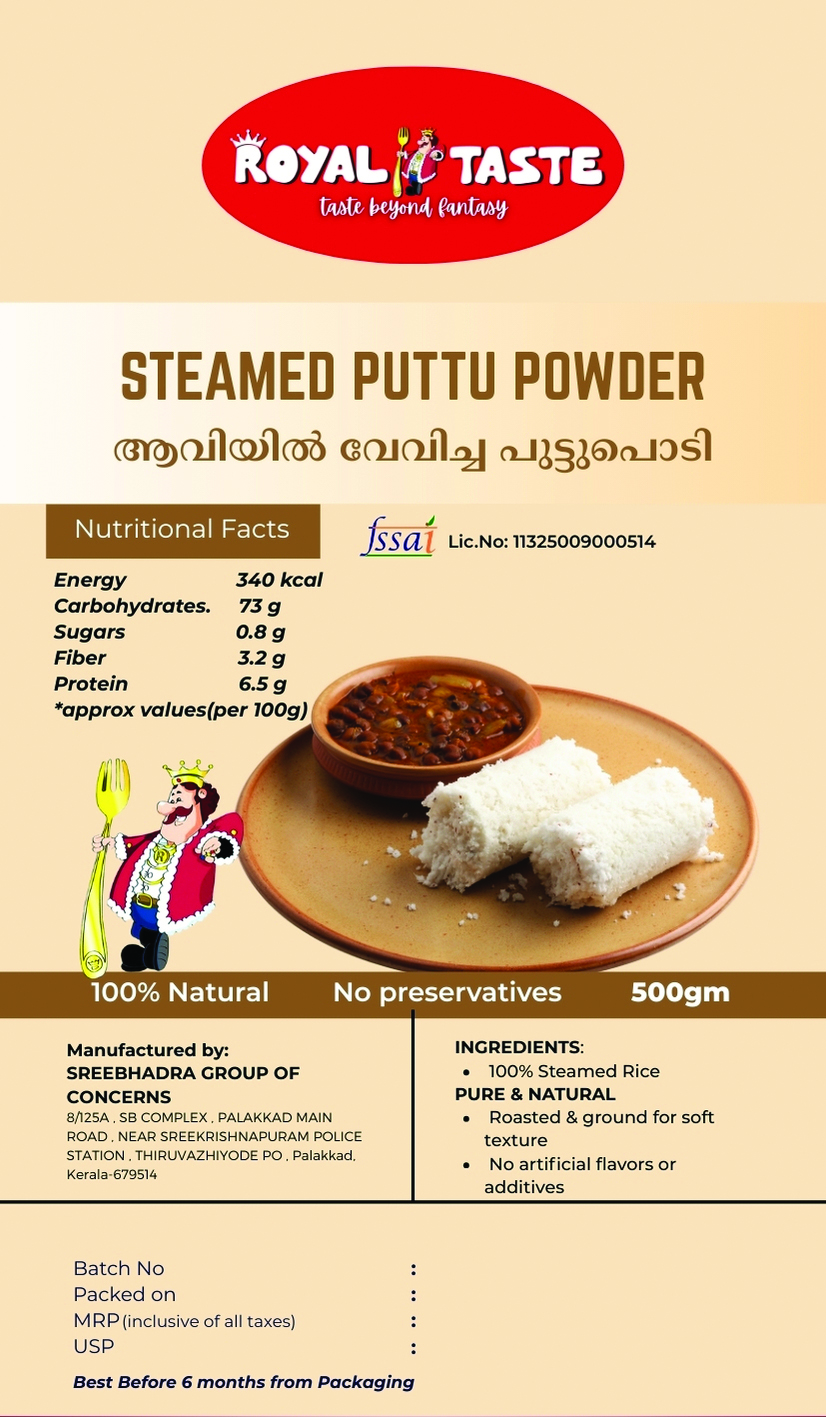 ROYAL TASTE
taste beyond fantasy
STEAMED PUTTU POWDER
ആവിയിൽ വേവിച്ച പുട്ടുപൊടി
Nutritional Facts
fssai Lic.No: 11325009000514
Energy 340 kcal
Carbohydrates. 73 g
Sugars 0.8 g
Fiber 3.2 g
Protein 6.5 g
*approx values(per 100g)
100% Natural No preservatives 500gm
Manufactured by:
SREEBHADRA GROUP OF
CONCERNS
8/125A , SB COMPLEX , PALAKKAD MAIN
ROAD , NEAR SREEKRISHNAPURAM POLICE
STATION , THIRUVAZHIYODE PO , Palakkad,
Kerala-679514
INGREDIENTS:
• 100% Steamed Rice
PURE & NATURAL
• Roasted & ground for soft
texture
• No artificial flavors or
additives
Batch No :
Packed on :
MRP(inclusive of all taxes) :
USP :
Best Before 6 months from Packaging